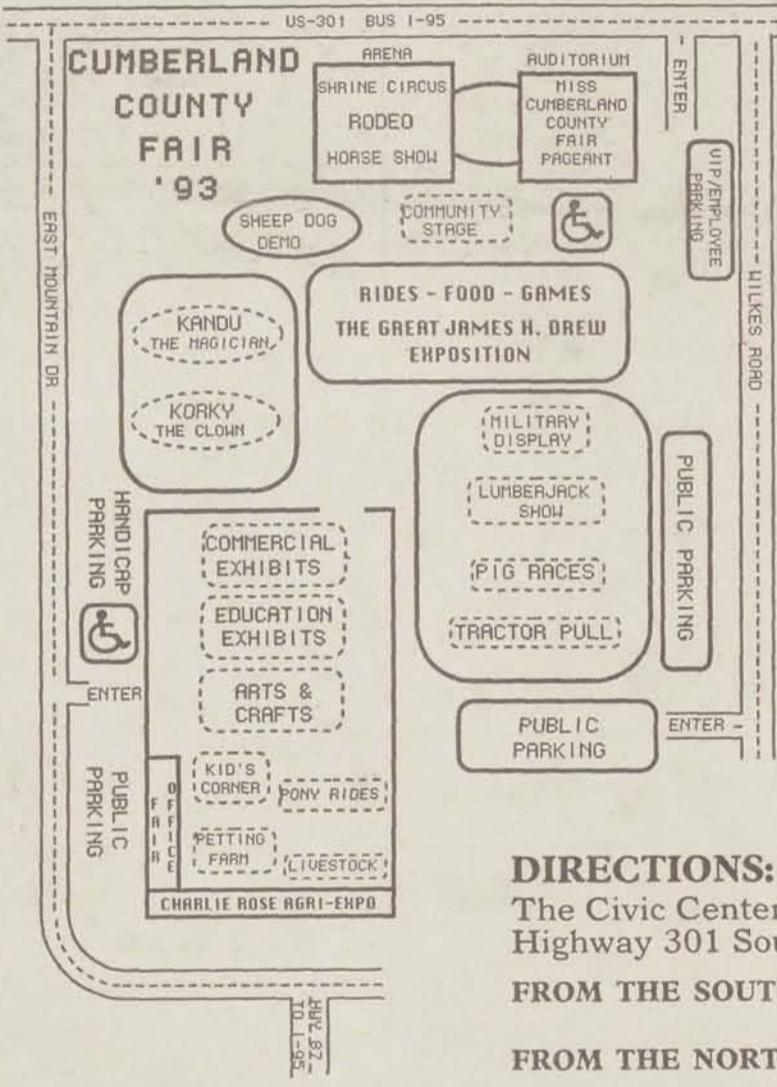 US-301 BUS I-95
CUMBERLAND
COUNTY
FAIR
'93
ARENA
SHRINE CIRCUS
RODEO
HORSE SHOW
AUDITORIUM
MISS
CUMBERLAND
COUNTY
FAIR
PAGEANT
ENTER
VIP/EMPLOYEE
PARKING
WILKES ROAD
EAST MOUNTAIN DR
SHEEP DOG
DEMO
COMMUNITY
STAGE
RIDES - FOOD - GAMES
THE GREAT JAMES H. DREW
EXPOSITION
KANDU
THE MAGICIAN
KORKY
THE CLOWN
MILITARY
DISPLAY
LUMBERJACK
SHOW
PIG RACES
TRACTOR PULL
PUBLIC PARKING
HANDICAP
PARKING
ENTER
COMMERCIAL
EXHIBITS
EDUCATION
EXHIBITS
ARTS &
CRAFTS
PUBLIC
PARKING
ENTER
PUBLIC
PARKING
FAIR
OFFICE
KID'S
CORNER
PONY RIDES
PETTING
FARM
LIVESTOCK
CHARLIE ROSE AGRI-EXPO
HWY 87
TO I-95
DIRECTIONS:
The Civic Center
Highway 301 Sou
FROM THE SOUT
FROM THE NORT